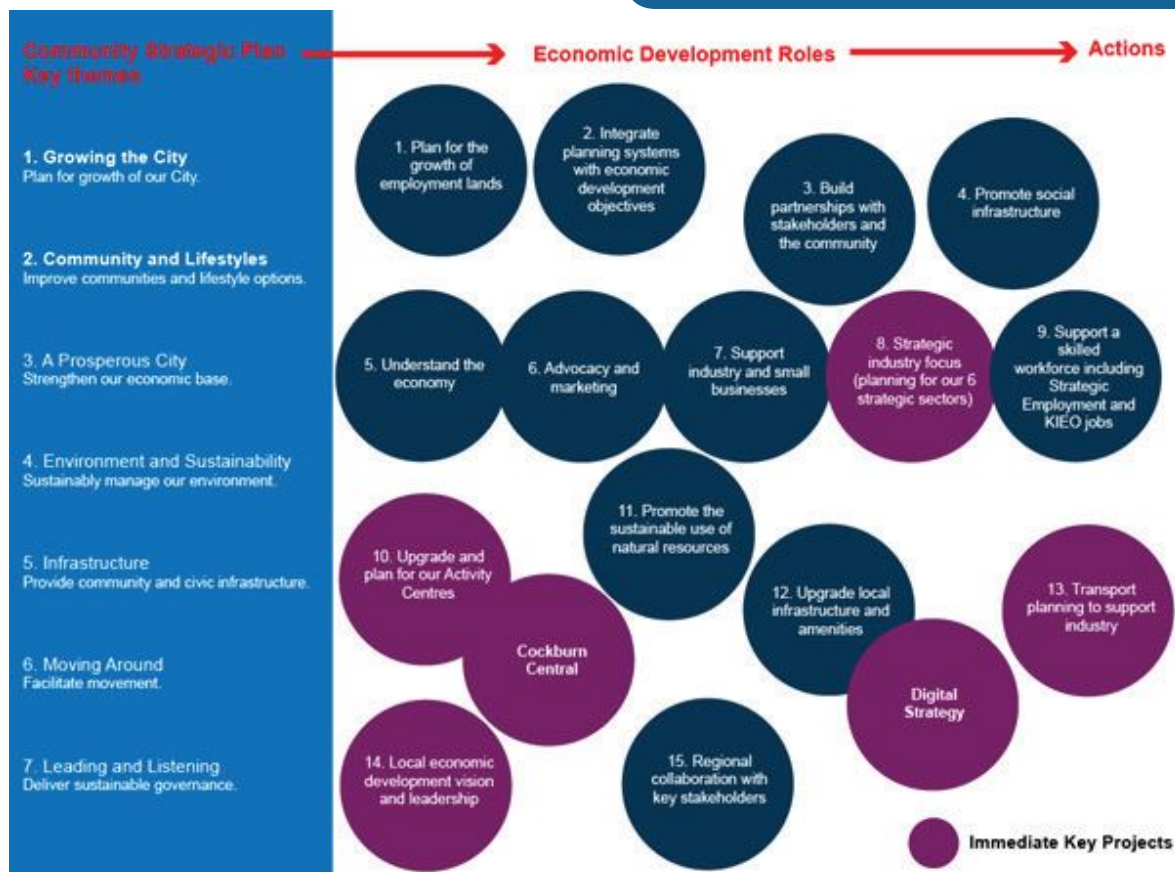 Community Strategic Plan
Key themes
Economic Development Roles
Actions
1. Growing the City
Plan for growth of our City.
2. Community and Lifestyles
Improve communities and lifestyle options.
3. A Prosperous City
Strengthen our economic base.
4. Environment and Sustainability
Sustainably manage our environment.
5. Infrastructure
Provide community and civic infrastructure.
6. Moving Around
Facilitate movement.
7. Leading and Listening
Deliver sustainable governance.
1. Plan for the
growth of
employment lands
2. Integrate
planning systems
with economic
development
objectives
3. Build
partnerships with
stakeholders and
the community
4. Promote social
infrastructure
5. Understand the
economy
6. Advocacy and
marketing
7. Support
industry and small
businesses
8. Strategic
industry focus
(planning for our 6
strategic sectors)
9. Support a
skilled
workforce including
Strategic
Employment and
KIEO jobs
10. Upgrade and
plan for our Activity
Centres
Cockburn
Central
11. Promote the
sustainable use of
natural resources
12. Upgrade local
infrastructure and
amenities
Digital
Strategy
13. Transport
planning to support
industry
14. Local economic
development vision
and leadership
15. Regional
collaboration with
key stakeholders
Immediate Key Projects